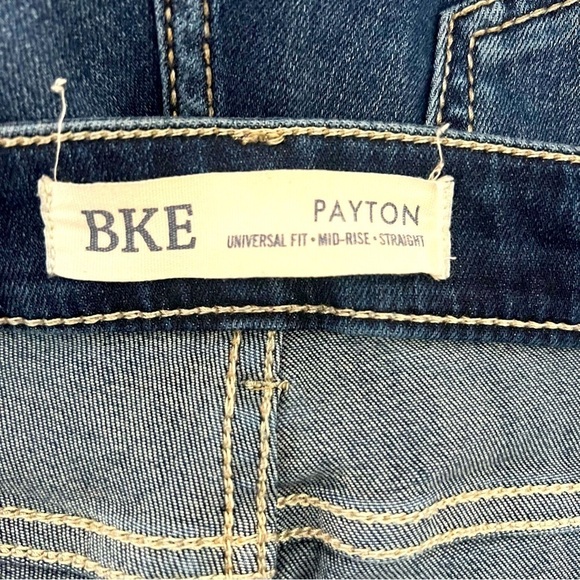 BKE
PAYTON
UNIVERSAL FIT • MID-RISE • STRAIGHT